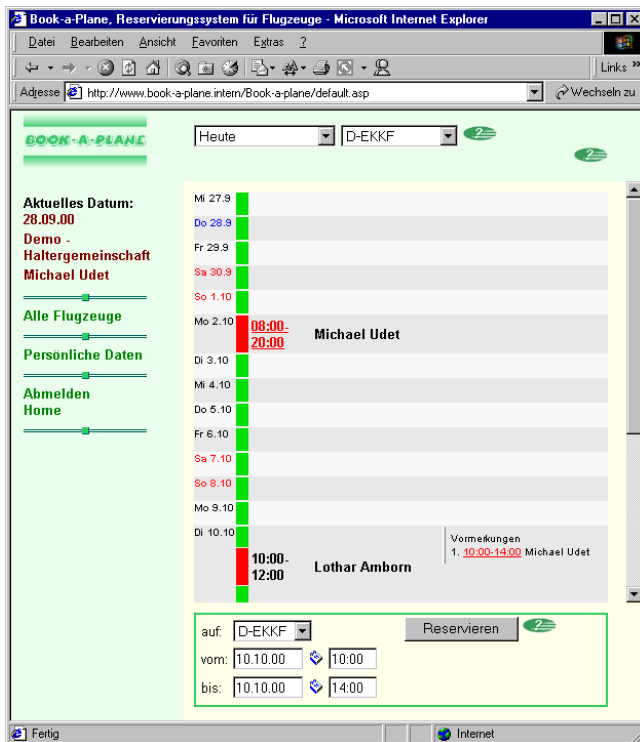 Book-a-Plane, Reservierungssystem für Flugzeuge - Microsoft Internet Explorer
Datei Bearbeiten Ansicht Favoriten Extras ?
Links »
Adresse http://www.book-a-plane.intern/Book-a-plane/default.asp Wechseln zu
BOOK-A-PLANE
Heute D-EKKF
Aktuelles Datum:
28.09.00
Demo -
Haltergemeinschaft
Michael Udet
Alle Flugzeuge
Persönliche Daten
Abmelden
Home
Mi 27.9
Do 28.9
Fr 29.9
Sa 30.9
So 1.10
Mo 2.10 08:00-
20:00 Michael Udet
Di 3.10
Mi 4.10
Do 5.10
Fr 6.10
Sa 7.10
So 8.10
Mo 9.10
Di 10.10
Vormerkungen
1. 10:00-14:00 Michael Udet
10:00-
12:00 Lothar Amborn
auf: D-EKKF Reservieren
vom: 10.10.00 10:00
bis: 10.10.00 14:00
Fertig Internet